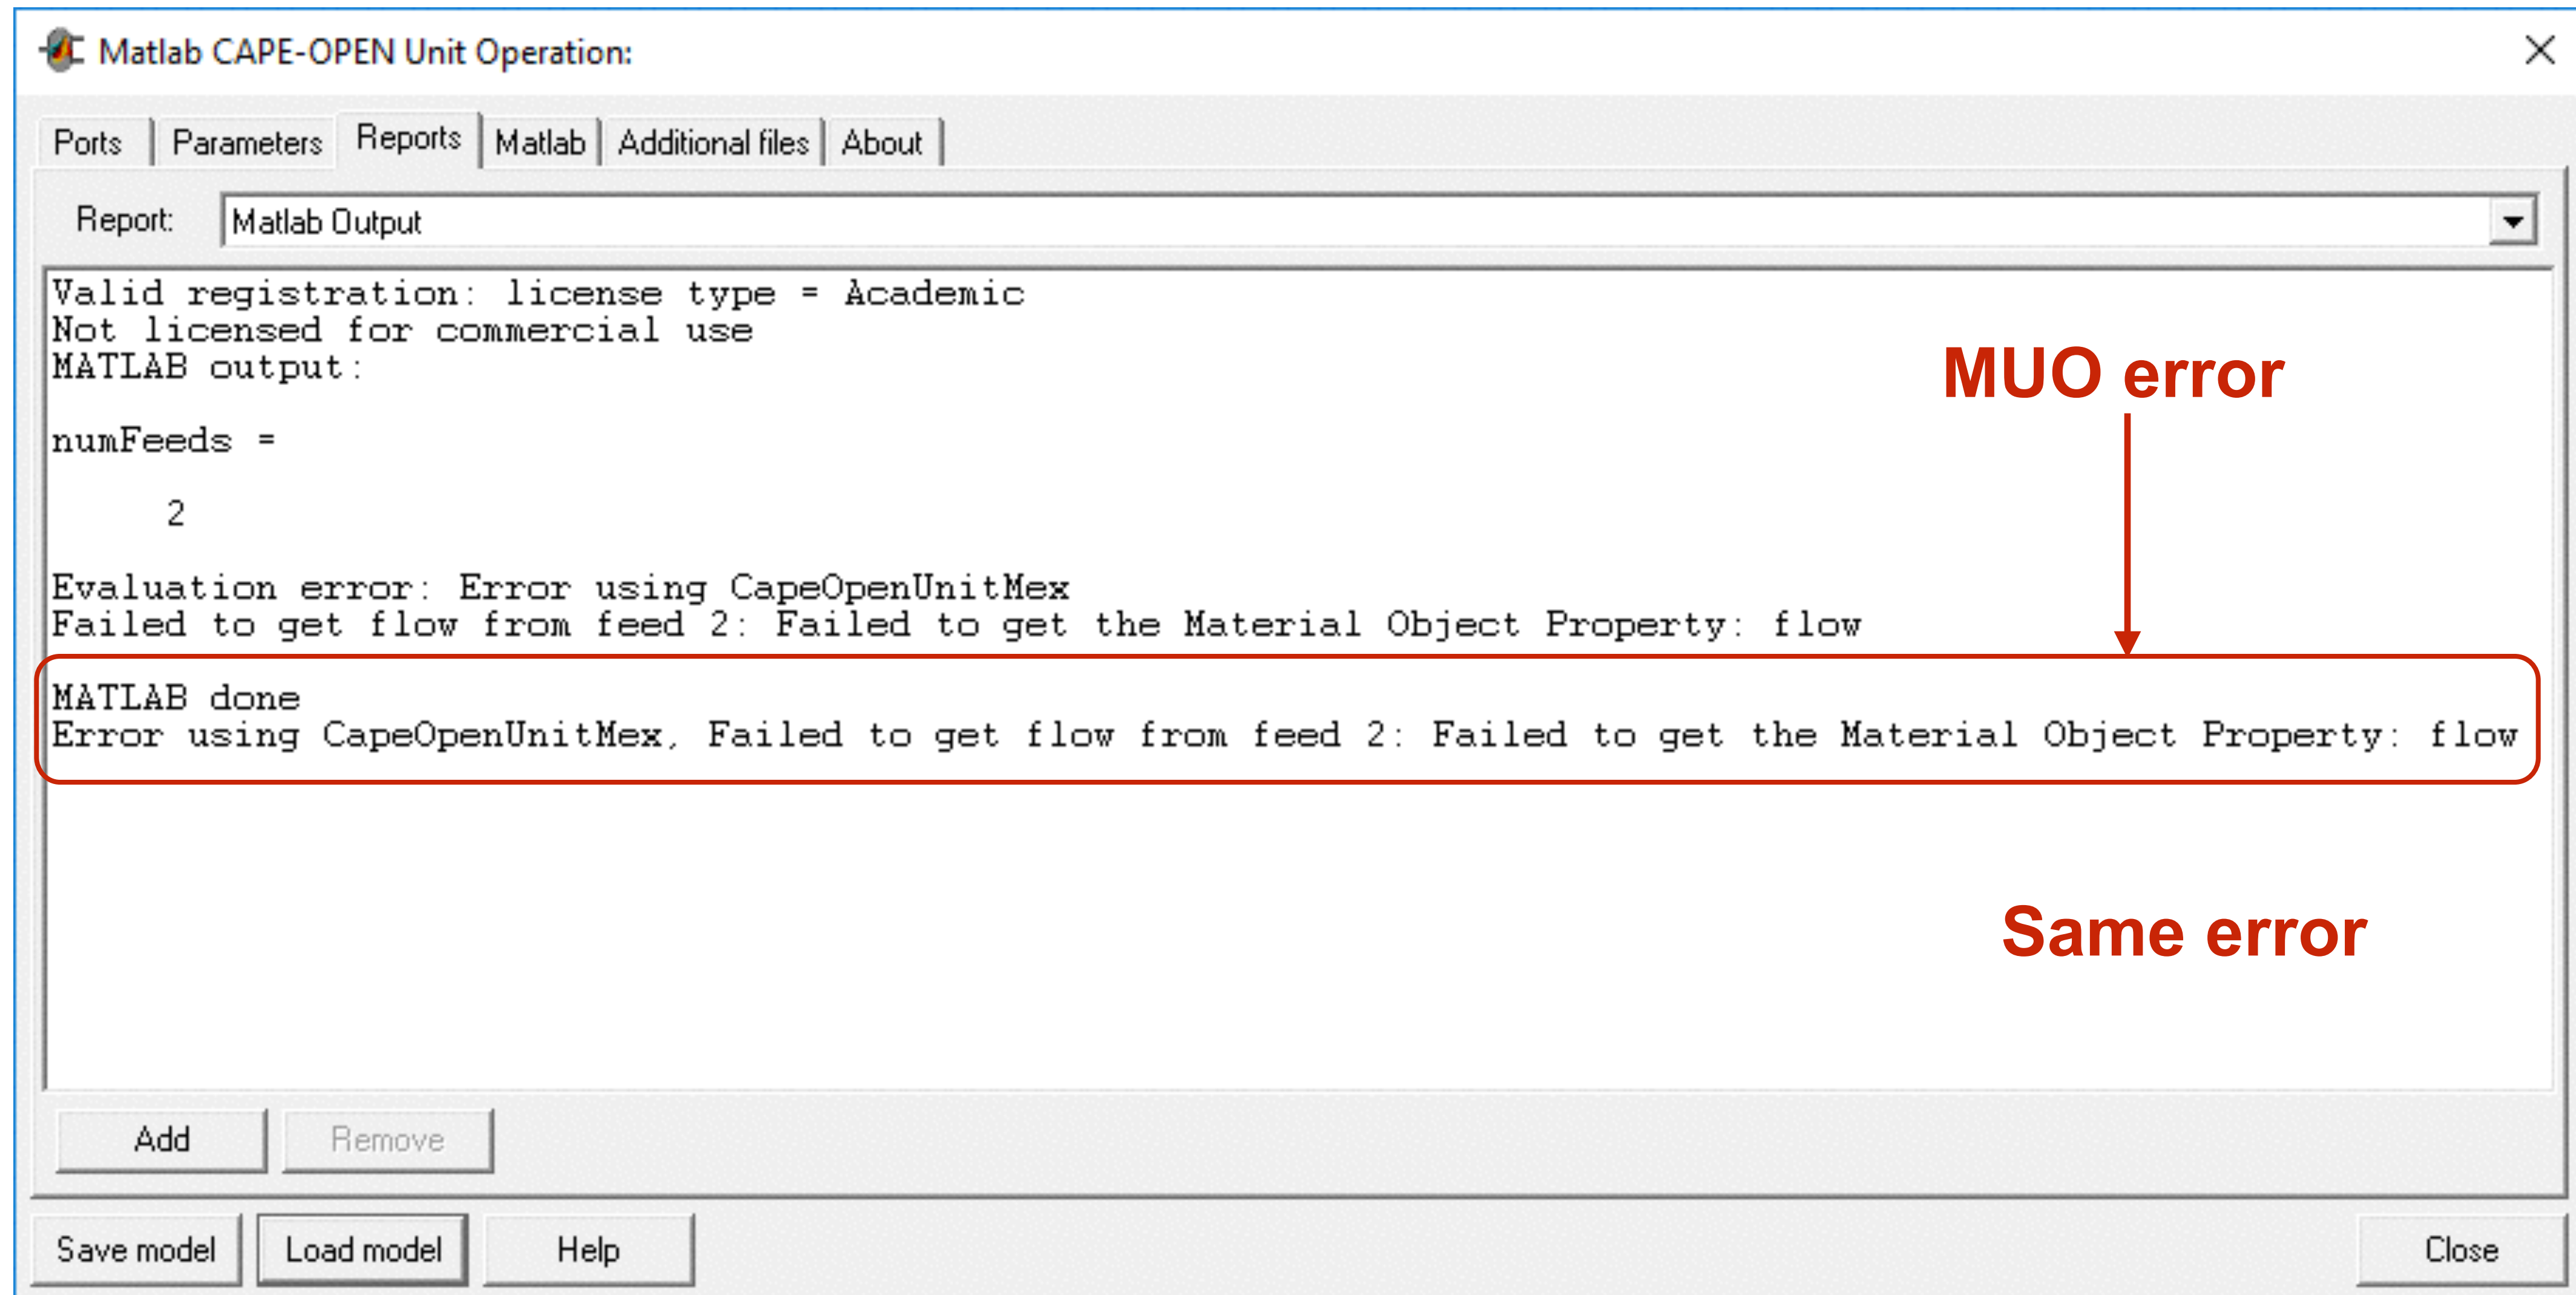 Matlab CAPE-OPEN Unit Operation:
Ports Parameters Reports Matlab Additional files About
Report: Matlab Output
Valid registration: license type = Academic
Not licensed for commercial use
MATLAB output:
MUO error
numFeeds =
2
Evaluation error: Error using CapeOpenUnitMex
Failed to get flow from feed 2: Failed to get the Material Object Property: flow
MATLAB done
Error using CapeOpenUnitMex, Failed to get flow from feed 2: Failed to get the Material Object Property: flow
Same error
Add Remove
Save model Load model Help Close